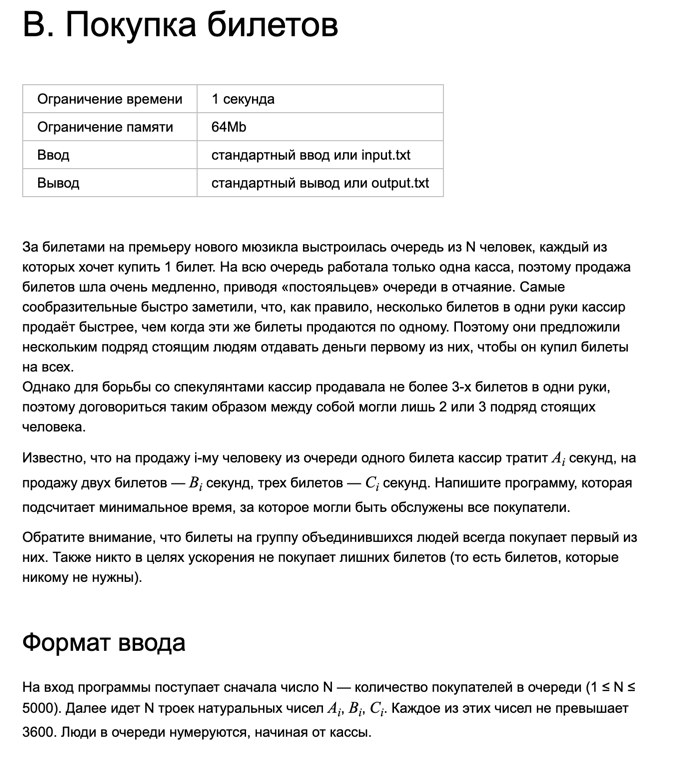 В. Покупка билетов
Ограничение времени 1 секунда
Ограничение памяти 64Mb
Ввод стандартный ввод или input.txt
Вывод стандартный вывод или output.txt
За билетами на премьеру нового мюзикла выстроилась очередь из N человек, каждый из
которых хочет купить 1 билет. На всю очередь работала только одна касса, поэтому продажа
билетов шла очень медленно, приводя «постояльцев» очереди в отчаяние. Самые
сообразительные быстро заметили, что, как правило, несколько билетов в одни руки кассир
продаёт быстрее, чем когда эти же билеты продаются по одному. Поэтому они предложили
нескольким подряд стоящим людям отдавать деньги первому из них, чтобы он купил билеты
на всех.
Однако для борьбы со спекулянтами кассир продавала не более 3-х билетов в одни руки,
поэтому договориться таким образом между собой могли лишь 2 или 3 подряд стоящих
человека.
Известно, что на продажу i-му человеку из очереди одного билета кассир тратит Aᵢ секунд, на
продажу двух билетов — Bᵢ секунд, трех билетов — Cᵢ секунд. Напишите программу, которая
подсчитает минимальное время, за которое могли быть обслужены все покупатели.
Обратите внимание, что билеты на группу объединившихся людей всегда покупает первый из
них. Также никто в целях ускорения не покупает лишних билетов (то есть билетов, которые
никому не нужны).
Формат ввода
На вход программы поступает сначала число N — количество покупателей в очереди (1 ≤ N ≤
5000). Далее идет N троек натуральных чисел Aᵢ, Bᵢ, Cᵢ. Каждое из этих чисел не превышает
3600. Люди в очереди нумеруются, начиная от кассы.